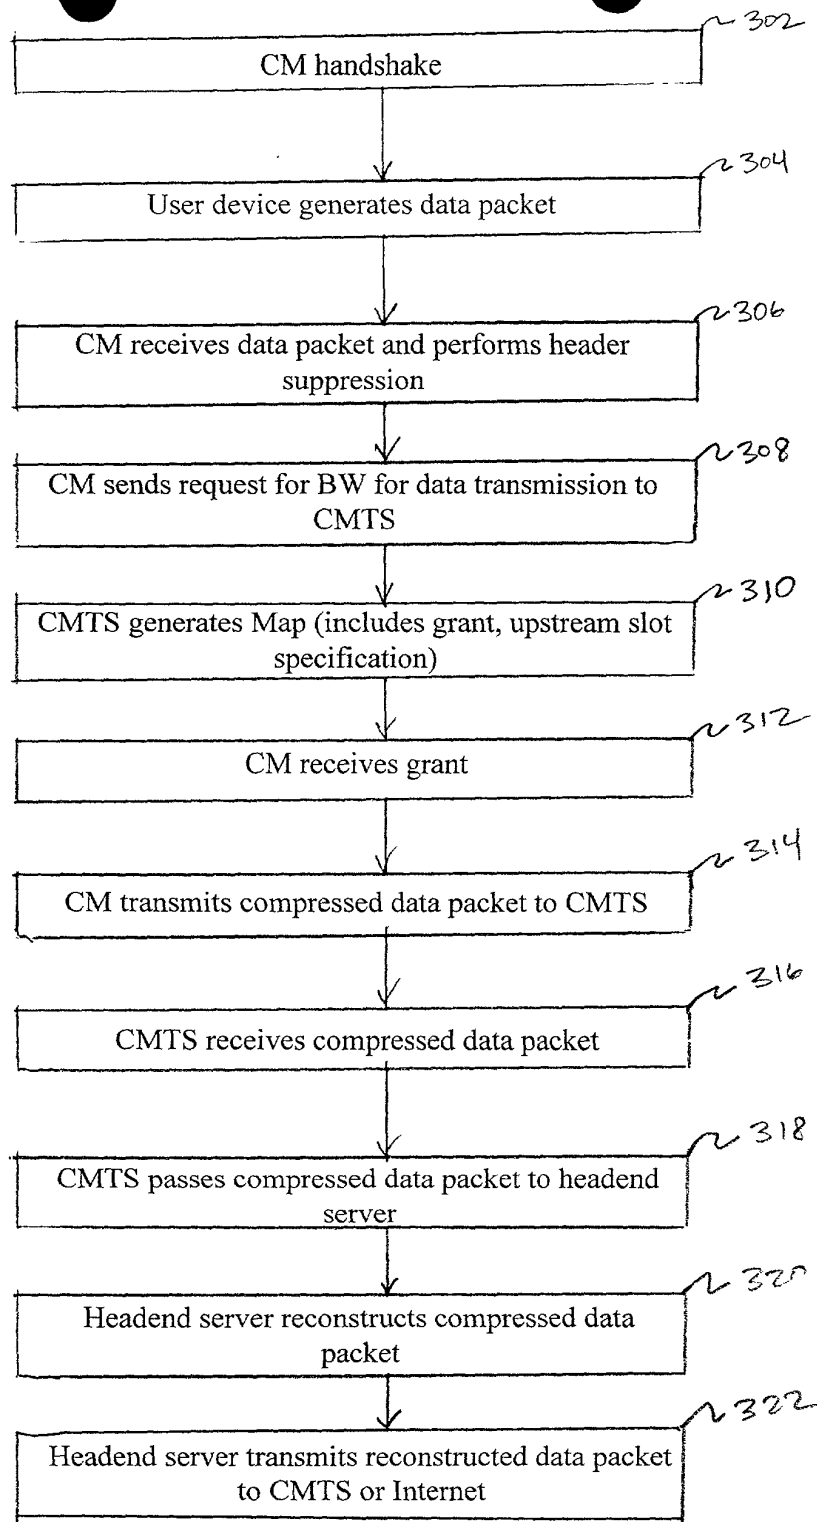 302
CM handshake
304
User device generates data packet
306
CM receives data packet and performs header
suppression
308
CM sends request for BW for data transmission to
CMTS
310
CMTS generates Map (includes grant, upstream slot
specification)
312
CM receives grant
314
CM transmits compressed data packet to CMTS
316
CMTS receives compressed data packet
318
CMTS passes compressed data packet to headend
server
320
Headend server reconstructs compressed data
packet
322
Headend server transmits reconstructed data packet
to CMTS or Internet